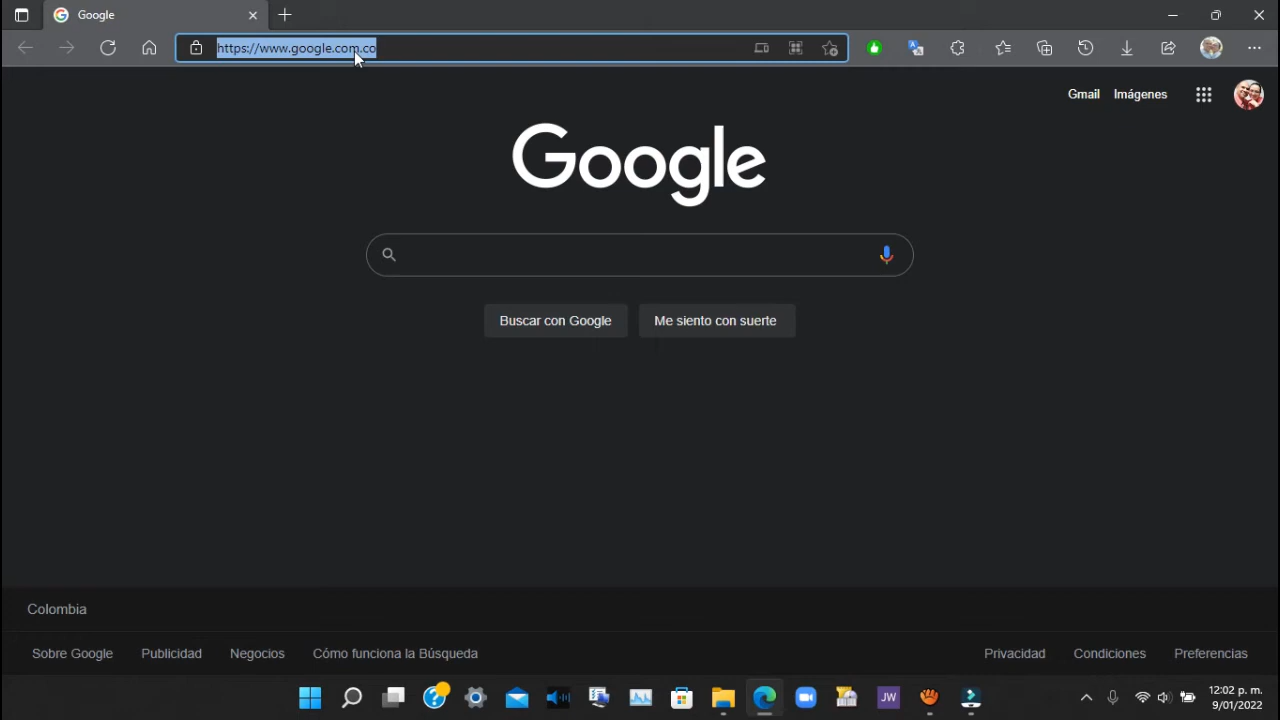 Google
https://www.google.com.co
Gmail Imágenes
Google
Buscar con Google Me siento con suerte
Colombia
Sobre Google Publicidad Negocios Cómo funciona la Búsqueda Privacidad Condiciones Preferencias
JW
12:02 p. m.
9/01/2022